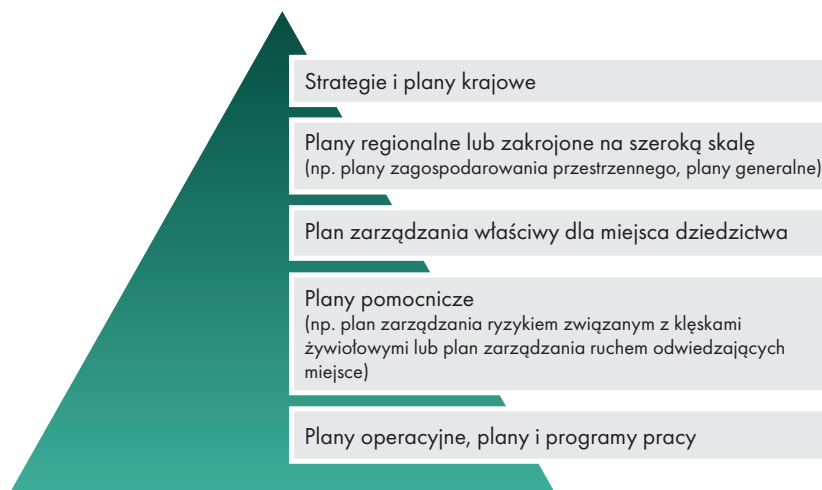 Strategie i plany krajowe
Plany regionalne lub zakrojone na szeroką skalę
(np. plany zagospodarowania przestrzennego, plany generalne)
Plan zarządzania właściwy dla miejsca dziedzictwa
Plany pomocnicze
(np. plan zarządzania ryzykiem związanym z klęskami
żywiołowymi lub plan zarządzania ruchem odwiedzających
miejsce)
Plany operacyjne, plany i programy pracy